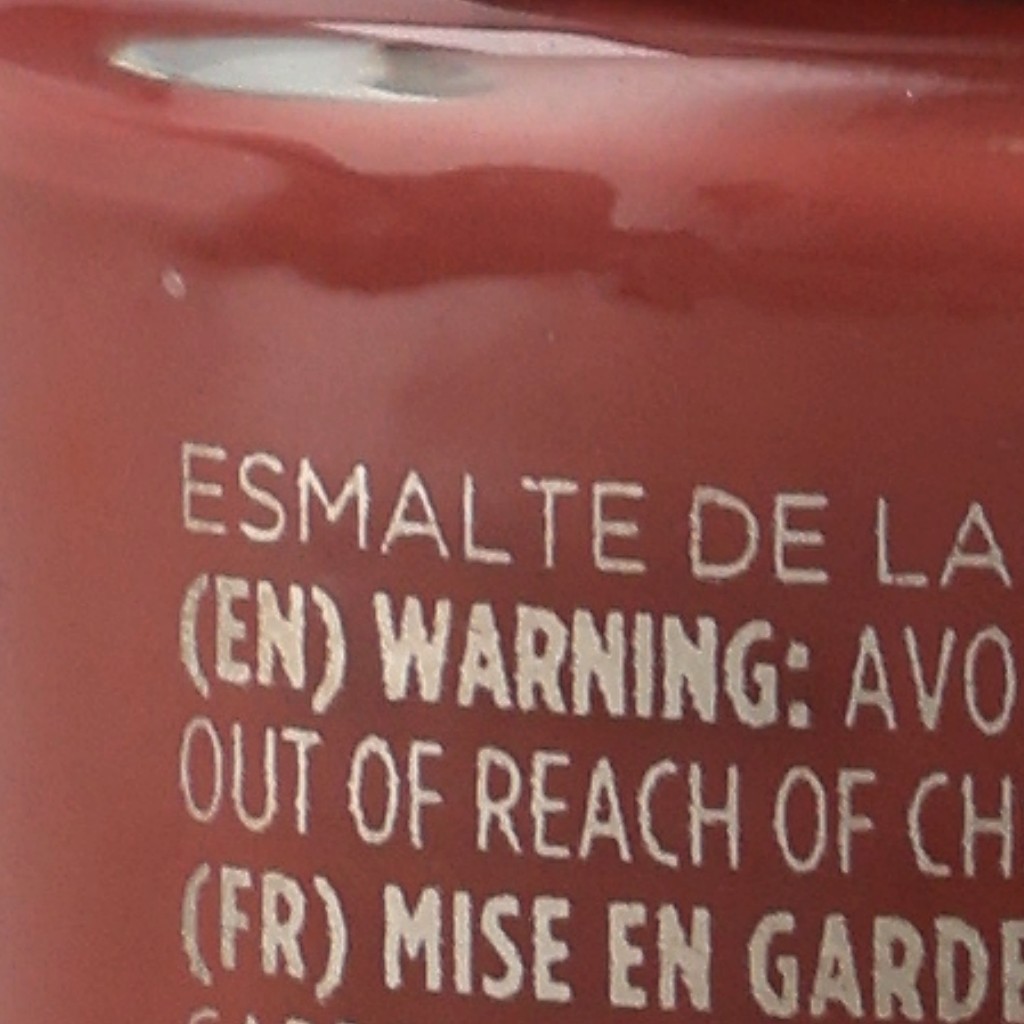 ESMALTE DE LA
(EN) WARNING: AVO
OUT OF REACH OF CH
(FR) MISE EN GARDE